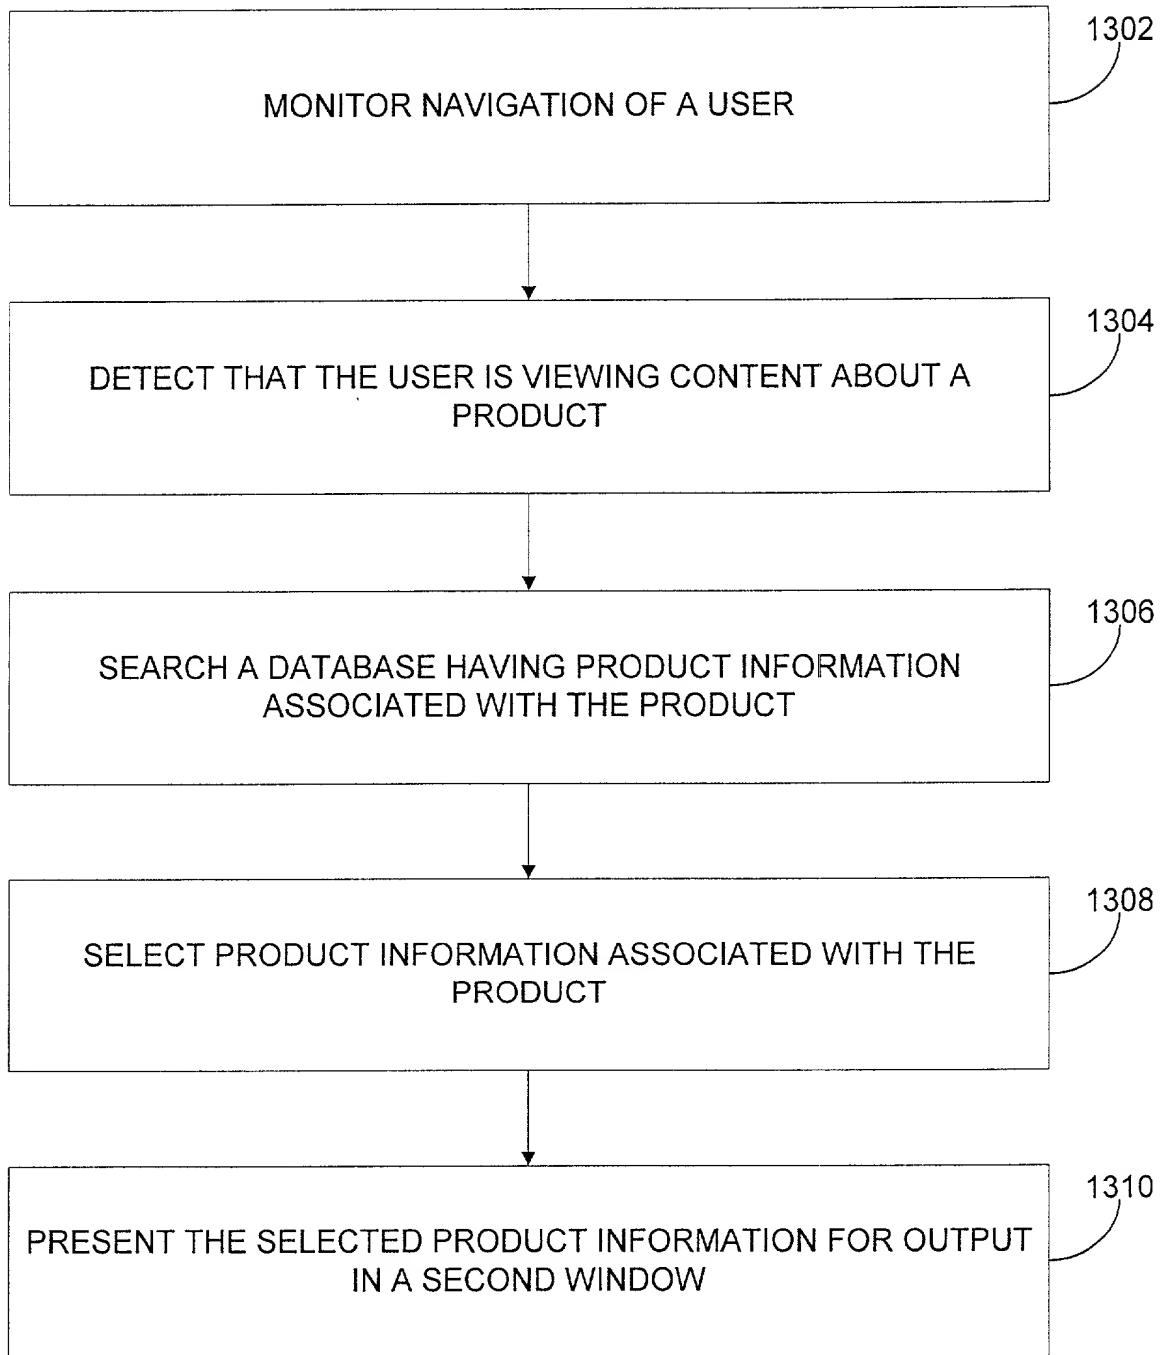 1302
MONITOR NAVIGATION OF A USER
1304
DETECT THAT THE USER IS VIEWING CONTENT ABOUT A
PRODUCT
1306
SEARCH A DATABASE HAVING PRODUCT INFORMATION
ASSOCIATED WITH THE PRODUCT
1308
SELECT PRODUCT INFORMATION ASSOCIATED WITH THE
PRODUCT
1310
PRESENT THE SELECTED PRODUCT INFORMATION FOR OUTPUT
IN A SECOND WINDOW